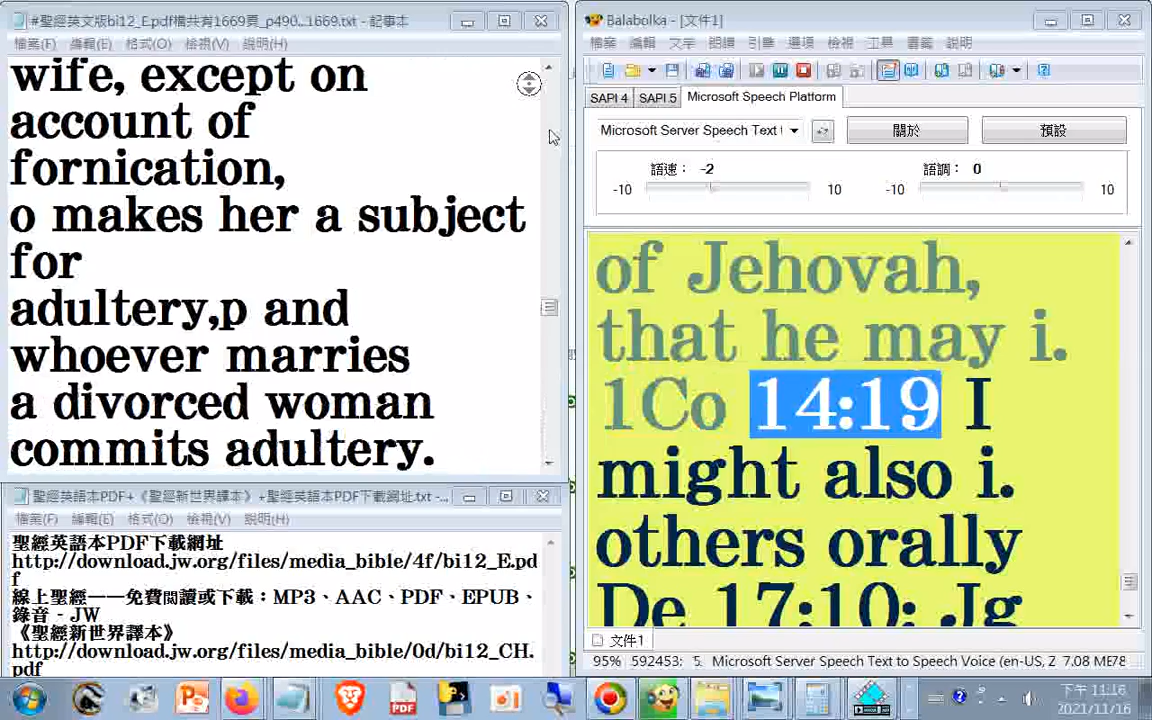 #聖經英文版bi12_E.pdf檔共有1669頁_p490...1669.txt - 記事本
檔案(F) 編輯(E) 格式(O) 檢視(V) 說明(H)
wife, except on
account of
fornication,
o makes her a subject
for
adultery,p and
whoever marries
a divorced woman
commits adultery.
聖經英語本PDF+《聖經新世界譯本》+聖經英語本PDF下載網址.txt -...
檔案(F) 編輯(E) 格式(O) 檢視(V) 說明(H)
聖經英語本PDF下載網址
http://download.jw.org/files/media_bible/4f/bi12_E.pd
f
線上聖經——免費閱讀或下載：MP3、AAC、PDF、EPUB、
錄音 - JW
《聖經新世界譯本》
http://download.jw.org/files/media_bible/0d/bi12_CH.
pdf
Balabolka - [文件1]
檔案 編輯 文字 朗讀 引擎 選項 檢視 工具 書籤 說明
SAPI 4 SAPI 5 Microsoft Speech Platform
Microsoft Server Speech Text 關於 預設
語速： -2 語調： 0
-10 10 -10 10
of Jehovah,
that he may i.
1Co 14:19 I
might also i.
others orally
De 17:10; Jg
文件1
95% 592453: 5. Microsoft Server Speech Text to Speech Voice (en-US, Z 7.08 ME78
下午 11:16
2021/11/16